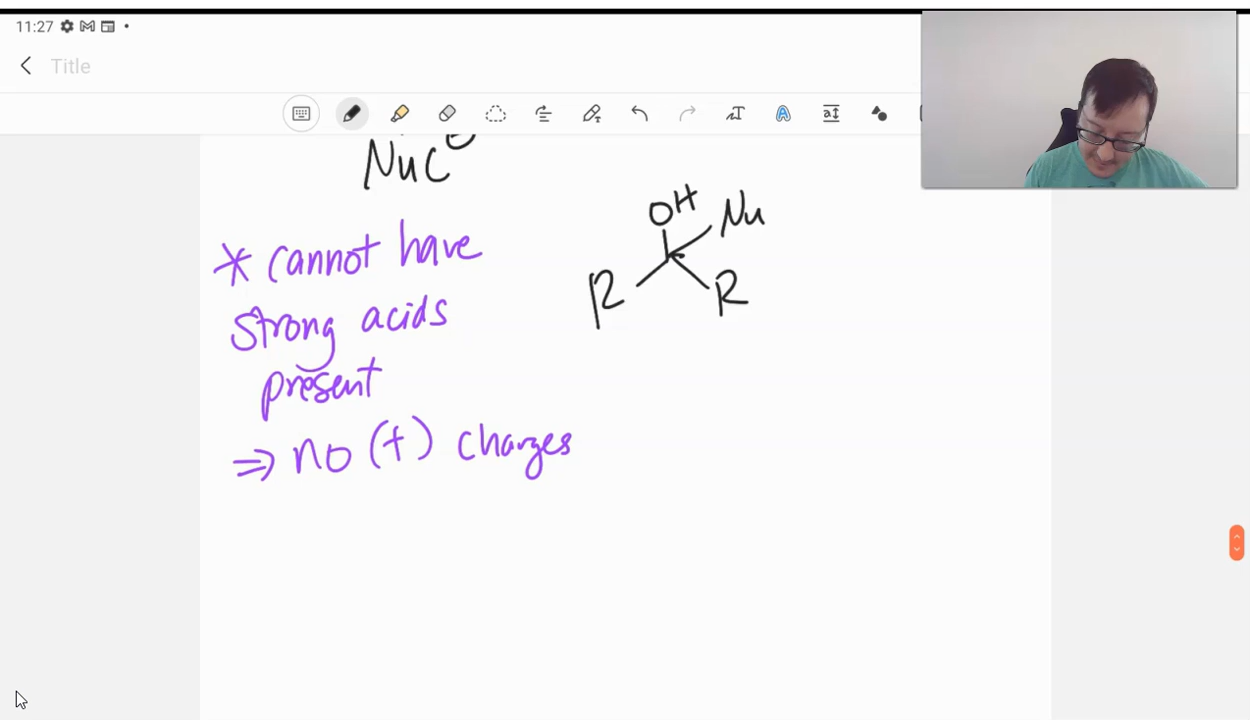 11:27
Title
Nuc⊖
* cannot have
strong acids
present
⇒ no (+) charges
OH Nu
R R